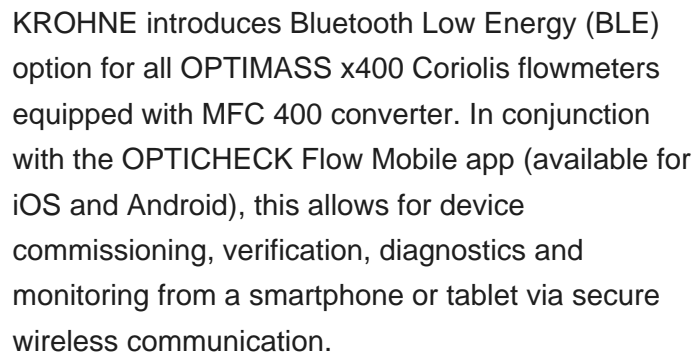 KROHNE introduces Bluetooth Low Energy (BLE)
option for all OPTIMASS x400 Coriolis flowmeters
equipped with MFC 400 converter. In conjunction
with the OPTICHECK Flow Mobile app (available for
iOS and Android), this allows for device
commissioning, verification, diagnostics and
monitoring from a smartphone or tablet via secure
wireless communication.